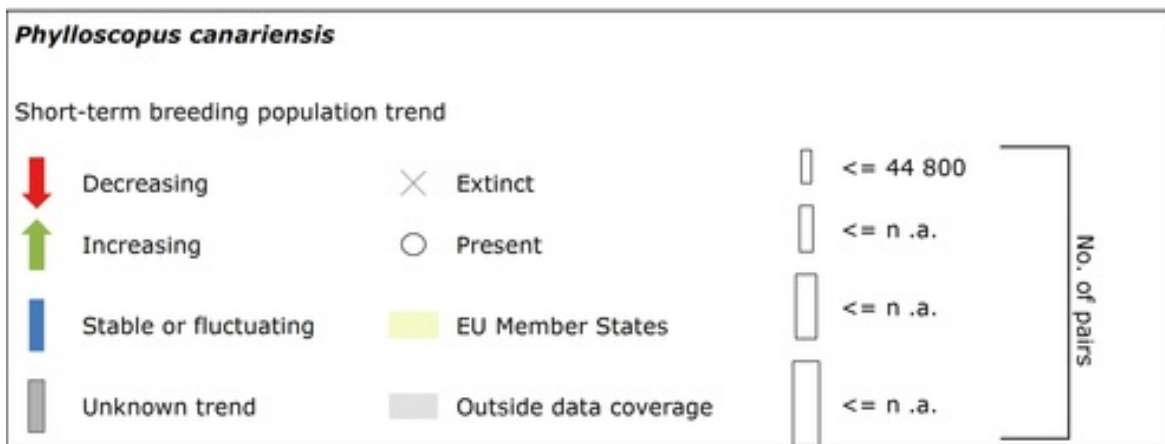 Phylloscopus canariensis
Short-term breeding population trend
Decreasing
Extinct
<= 44 800
Increasing
Present
<= n .a.
Stable or fluctuating
EU Member States
<= n .a.
Unknown trend
Outside data coverage
<= n .a.
No. of pairs